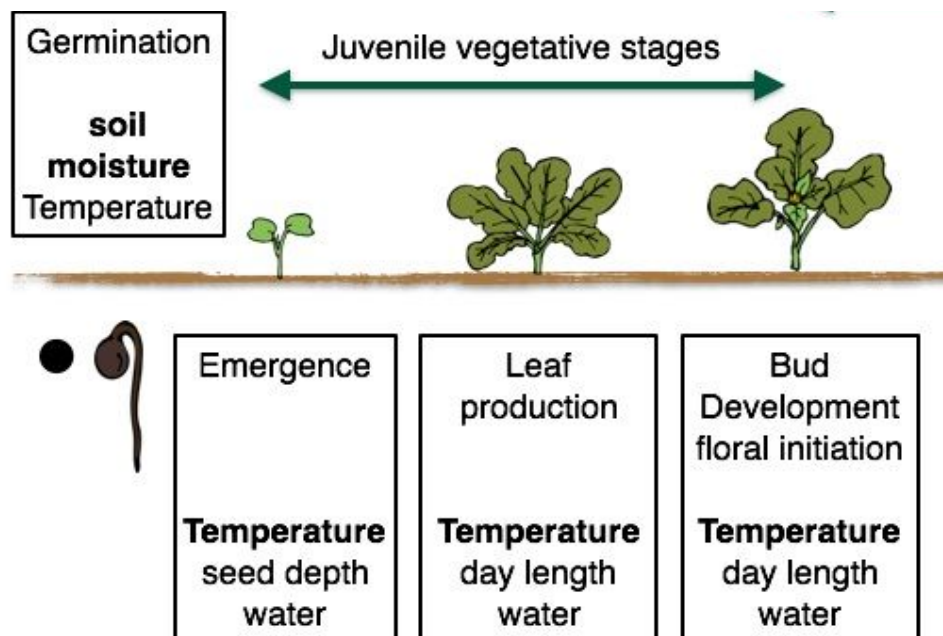 Germination
soil
moisture
Temperature
Juvenile vegetative stages
Emergence
Temperature
seed depth
water
Leaf
production
Temperature
day length
water
Bud
Development
floral initiation
Temperature
day length
water